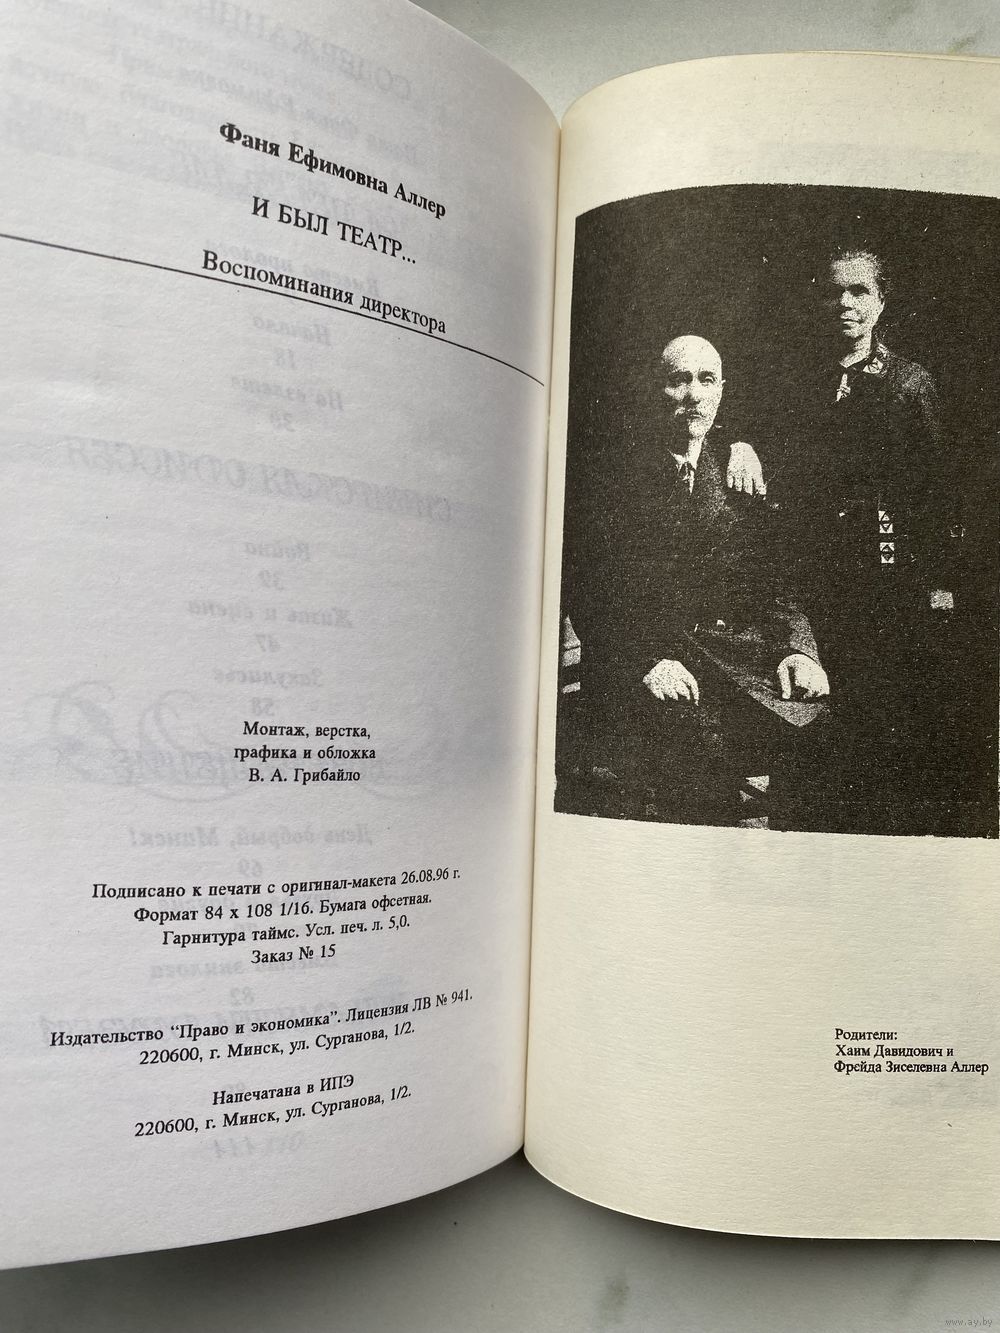 Фаня Ефимовна Аллер
И БЫЛ ТЕАТР...
Воспоминания директора
Монтаж, верстка,
графика и обложка
В. А. Грибайло
Подписано к печати с оригинал-макета 26.08.96 г.
Формат 84 x 108 1/16. Бумага офсетная.
Гарнитура таймс. Усл. печ. л. 5,0.
Заказ № 15
Издательство “Право и экономика”. Лицензия ЛВ № 941.
220600, г. Минск, ул. Сурганова, 1/2.
Напечатана в ИПЭ
220600, г. Минск, ул. Сурганова, 1/2.
Родители:
Хаим Давидович и
Фрейда Зиселевна Аллер
www.ay.by